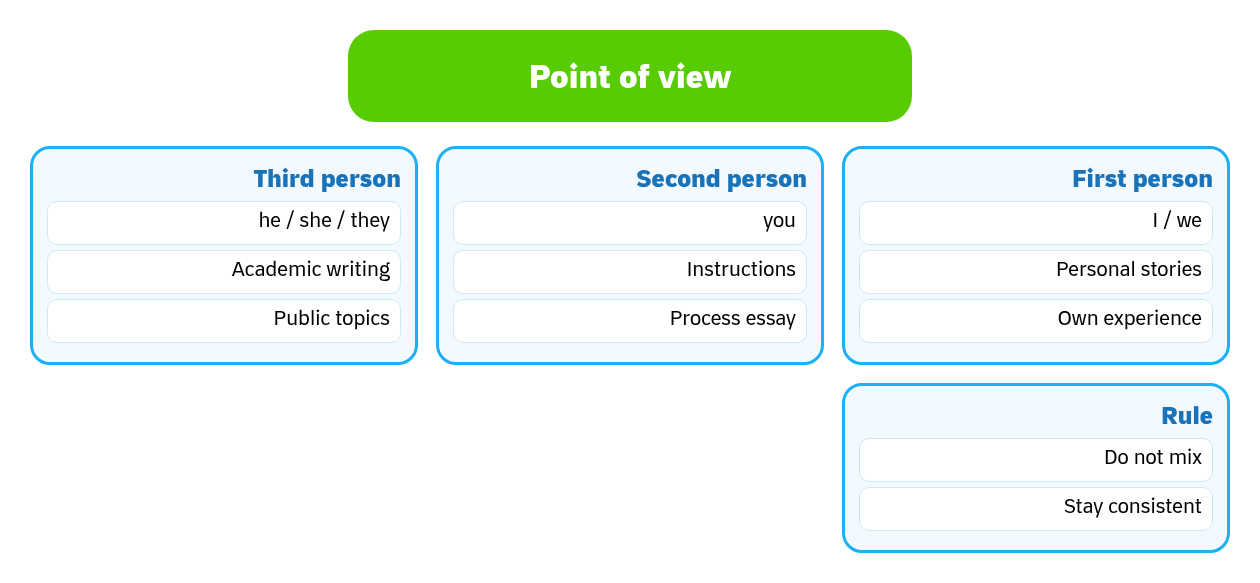 Point of view
First person
I / we
Personal stories
Own experience
Second person
you
Instructions
Process essay
Third person
he / she / they
Academic writing
Public topics
Rule
Do not mix
Stay consistent